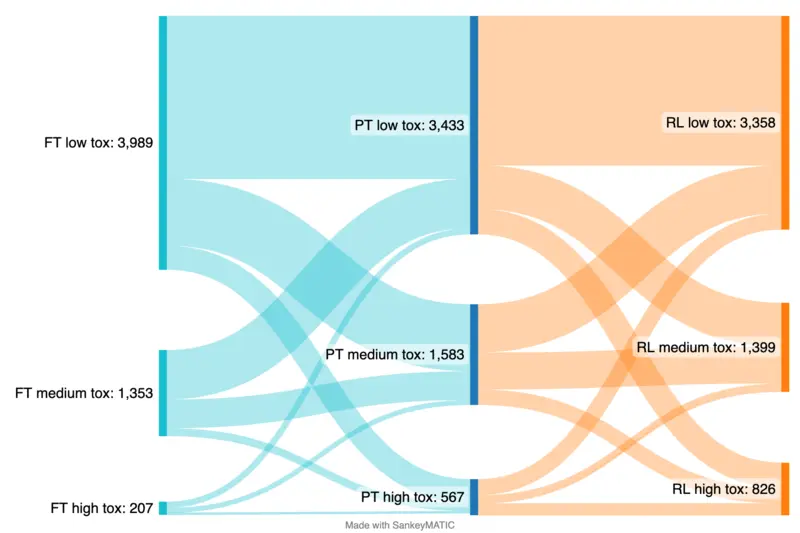 FT low tox: 3,989
PT low tox: 3,433
RL low tox: 3,358
FT medium tox: 1,353
PT medium tox: 1,583
RL medium tox: 1,399
FT high tox: 207
PT high tox: 567
RL high tox: 826
Made with SankeyMATIC